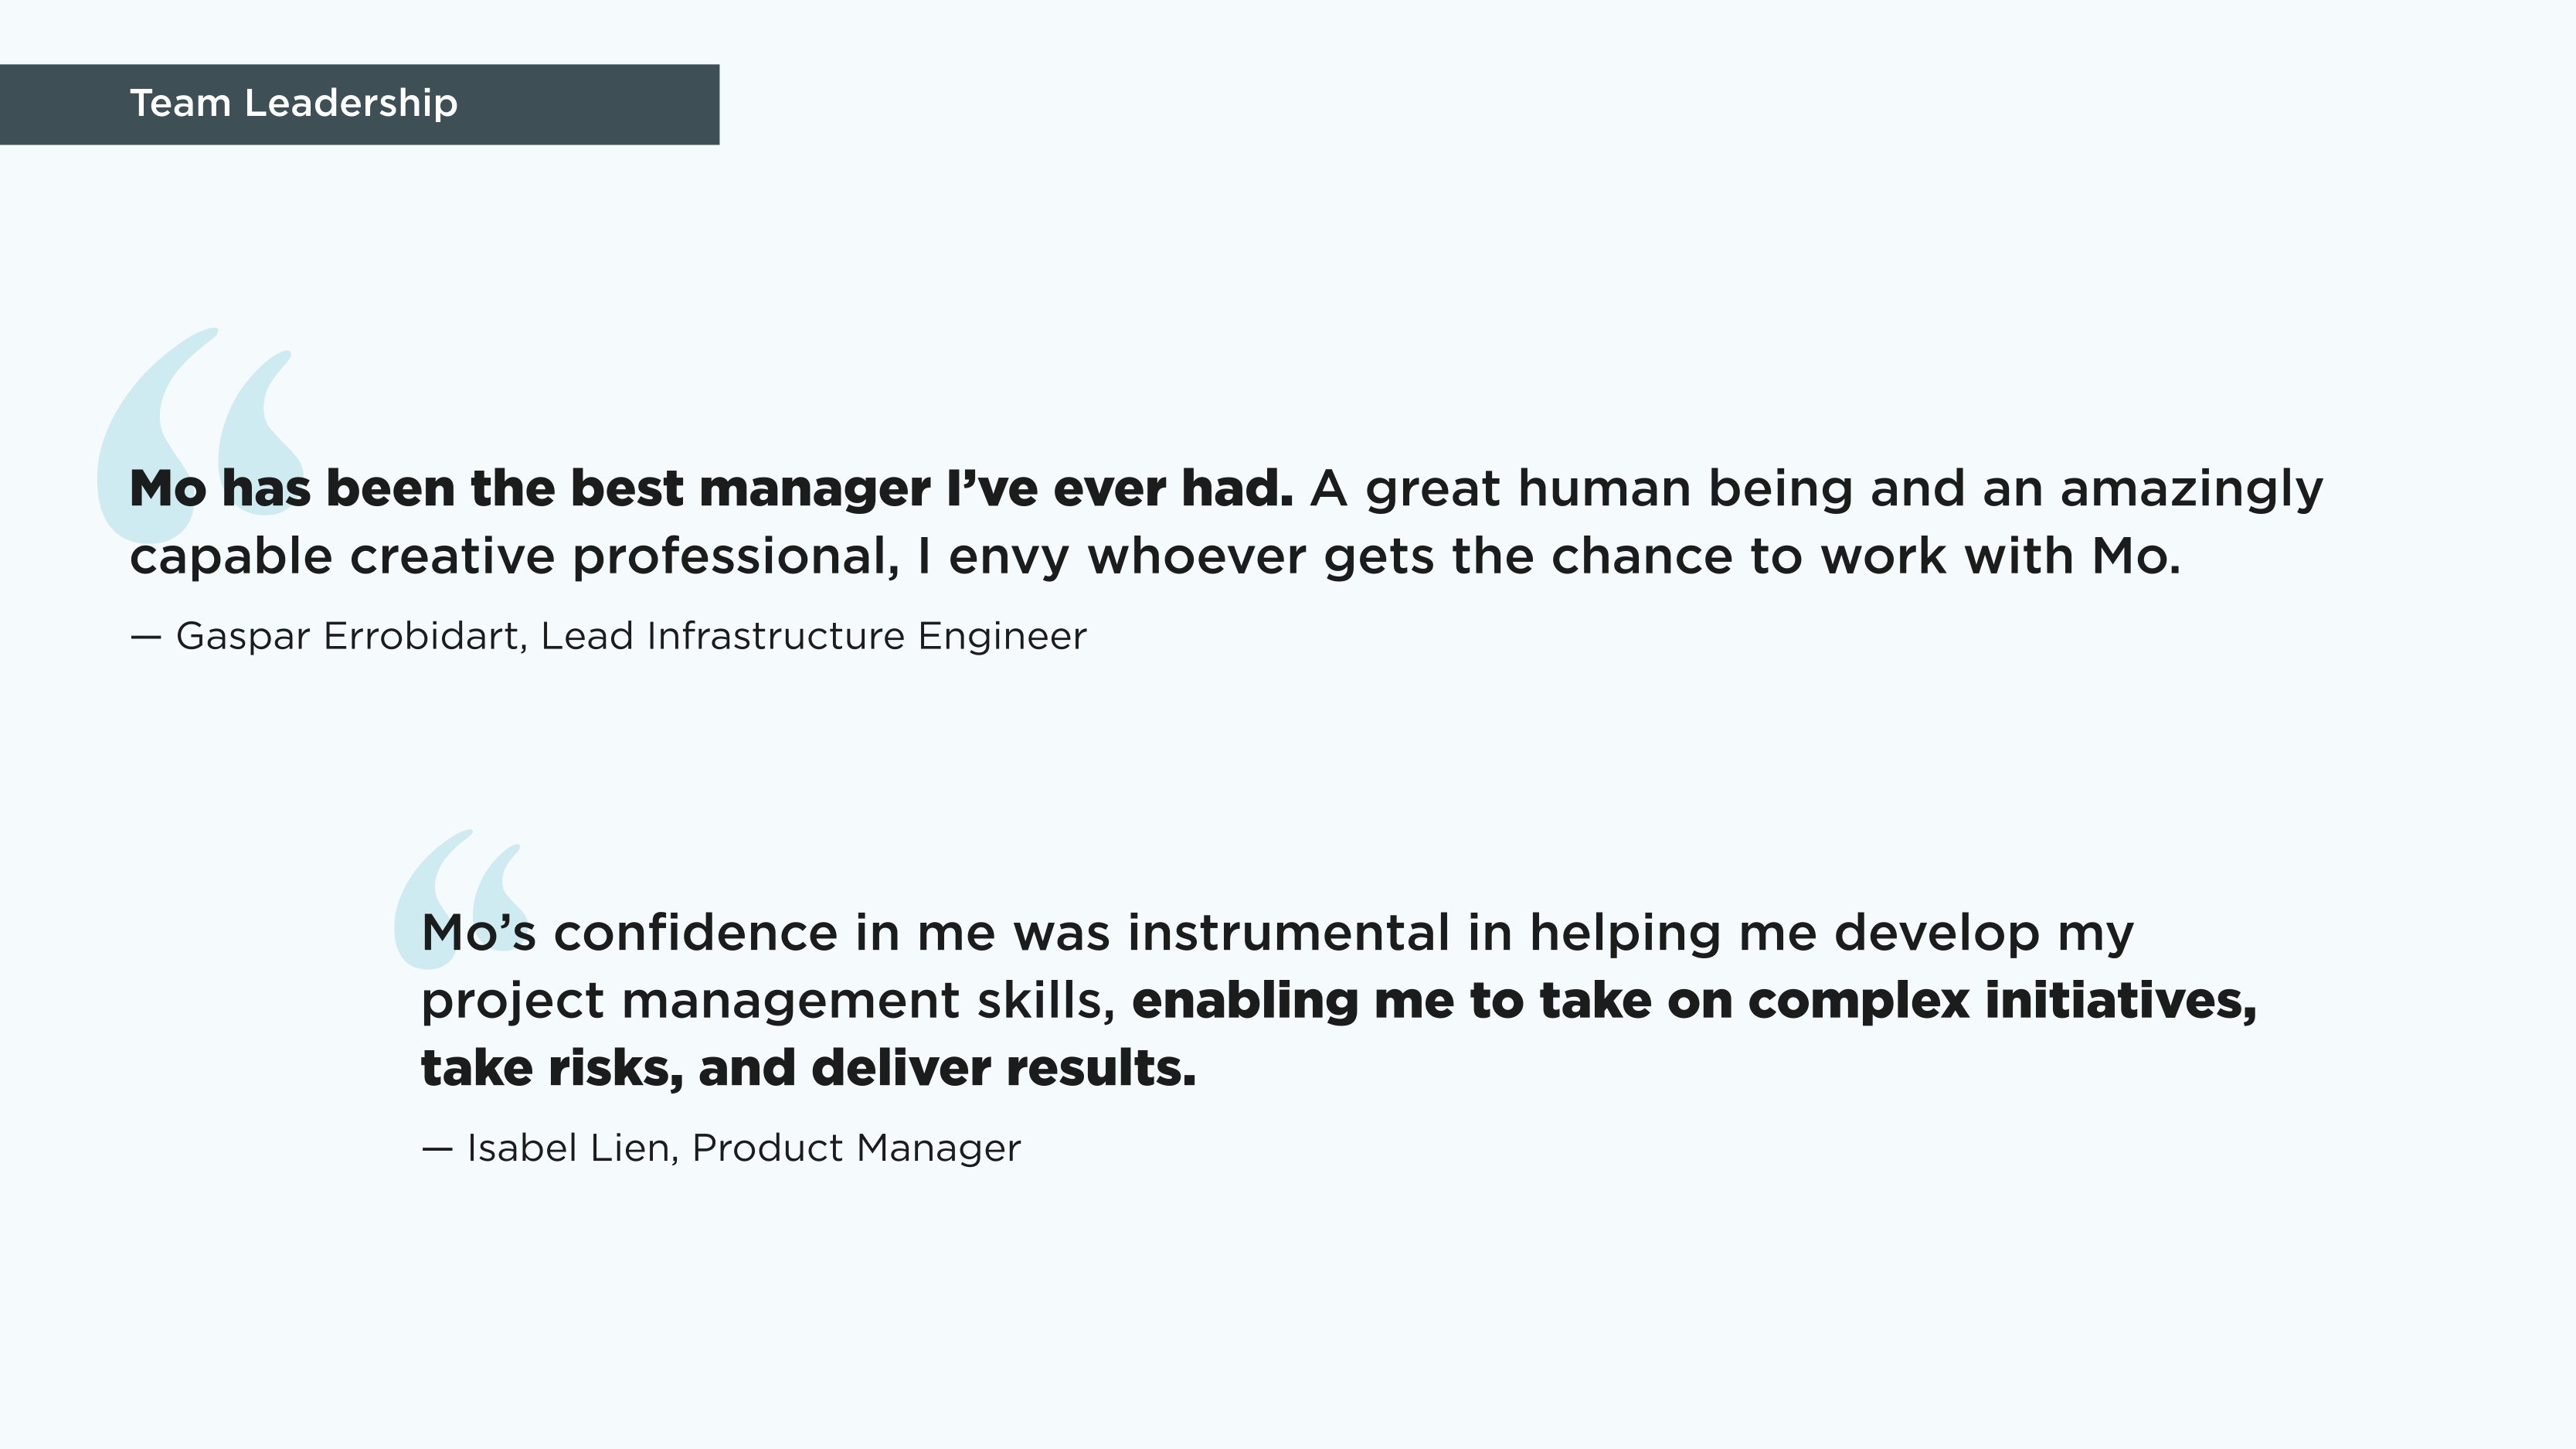 Team Leadership
Mo has been the best manager I’ve ever had. A great human being and an amazingly
capable creative professional, I envy whoever gets the chance to work with Mo.
— Gaspar Errobidart, Lead Infrastructure Engineer
Mo’s confidence in me was instrumental in helping me develop my
project management skills, enabling me to take on complex initiatives,
take risks, and deliver results.
— Isabel Lien, Product Manager